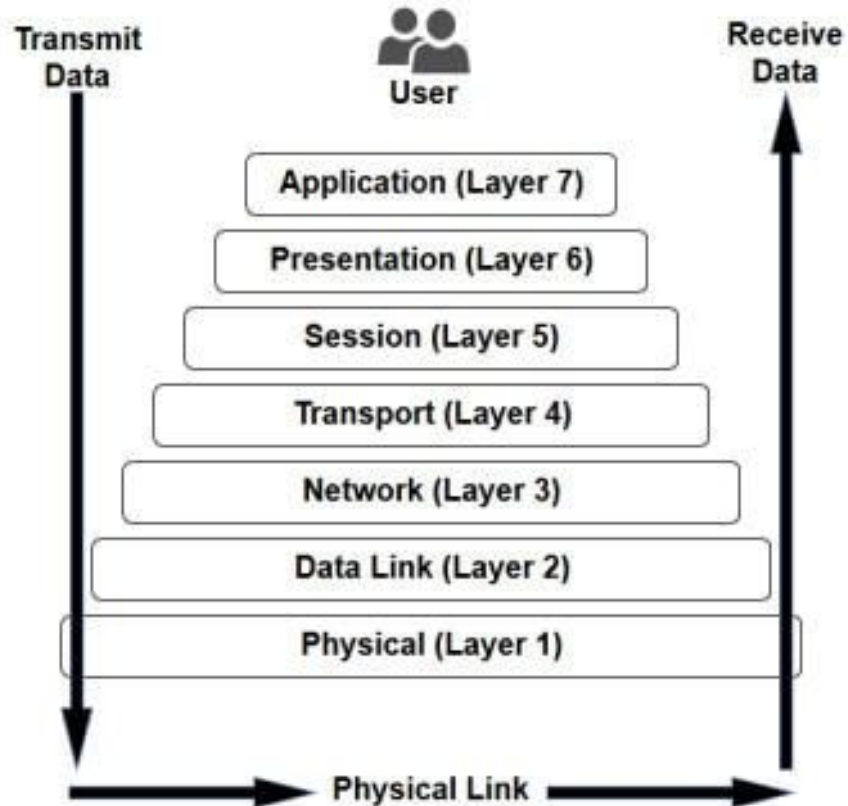 Transmit
Data
User
Receive
Data
Application (Layer 7)
Presentation (Layer 6)
Session (Layer 5)
Transport (Layer 4)
Network (Layer 3)
Data Link (Layer 2)
Physical (Layer 1)
Physical Link